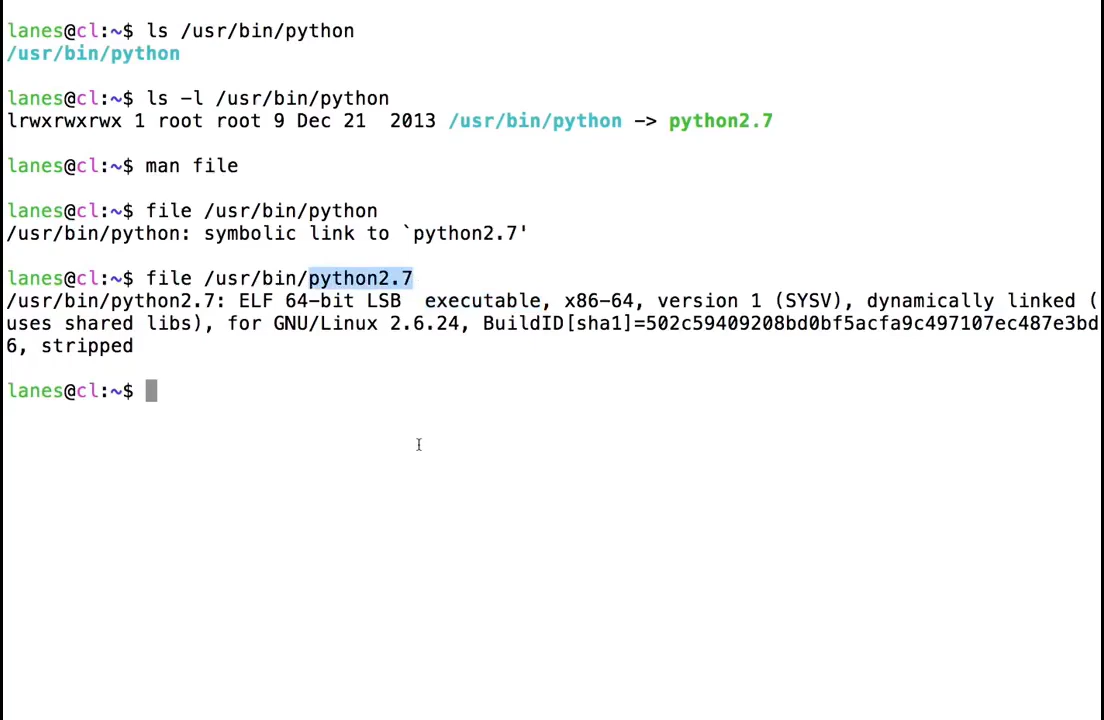 lanes@cl:~$ ls /usr/bin/python
/usr/bin/python
lanes@cl:~$ ls -l /usr/bin/python
lrwxrwxrwx 1 root root 9 Dec 21  2013 /usr/bin/python -> python2.7
lanes@cl:~$ man file
lanes@cl:~$ file /usr/bin/python
/usr/bin/python: symbolic link to `python2.7'
lanes@cl:~$ file /usr/bin/python2.7
/usr/bin/python2.7: ELF 64-bit LSB  executable, x86-64, version 1 (SYSV), dynamically linked (
uses shared libs), for GNU/Linux 2.6.24, BuildID[sha1]=502c59409208bd0bf5acfa9c497107ec487e3bd
6, stripped
lanes@cl:~$